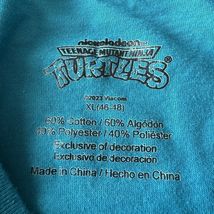 nickelodeon
TEENAGE MUTANT NINJA
TURTLES
©2023 Viacom
XL(46-48)
60% Cotton / 60% Algodón
40% Polyester / 40% Poliéster
Exclusive of decoration
Exclusivo de decoración
Made in China / Hecho en China